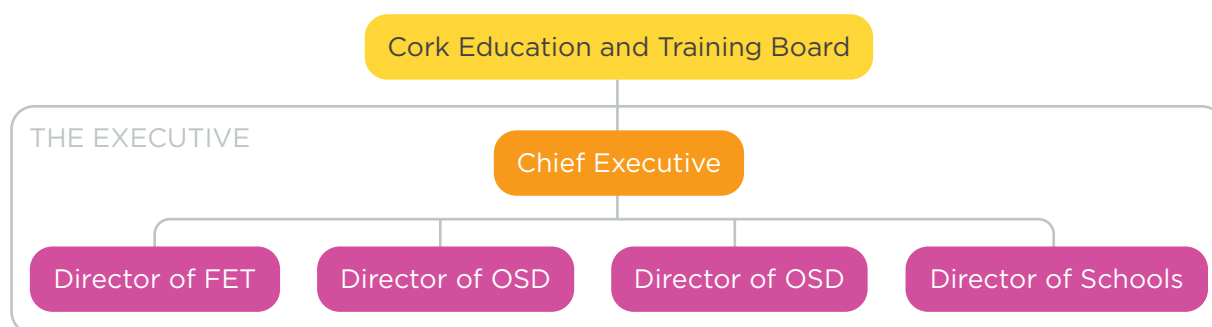 Cork Education and Training Board
THE EXECUTIVE
Chief Executive
Director of FET
Director of OSD
Director of OSD
Director of Schools